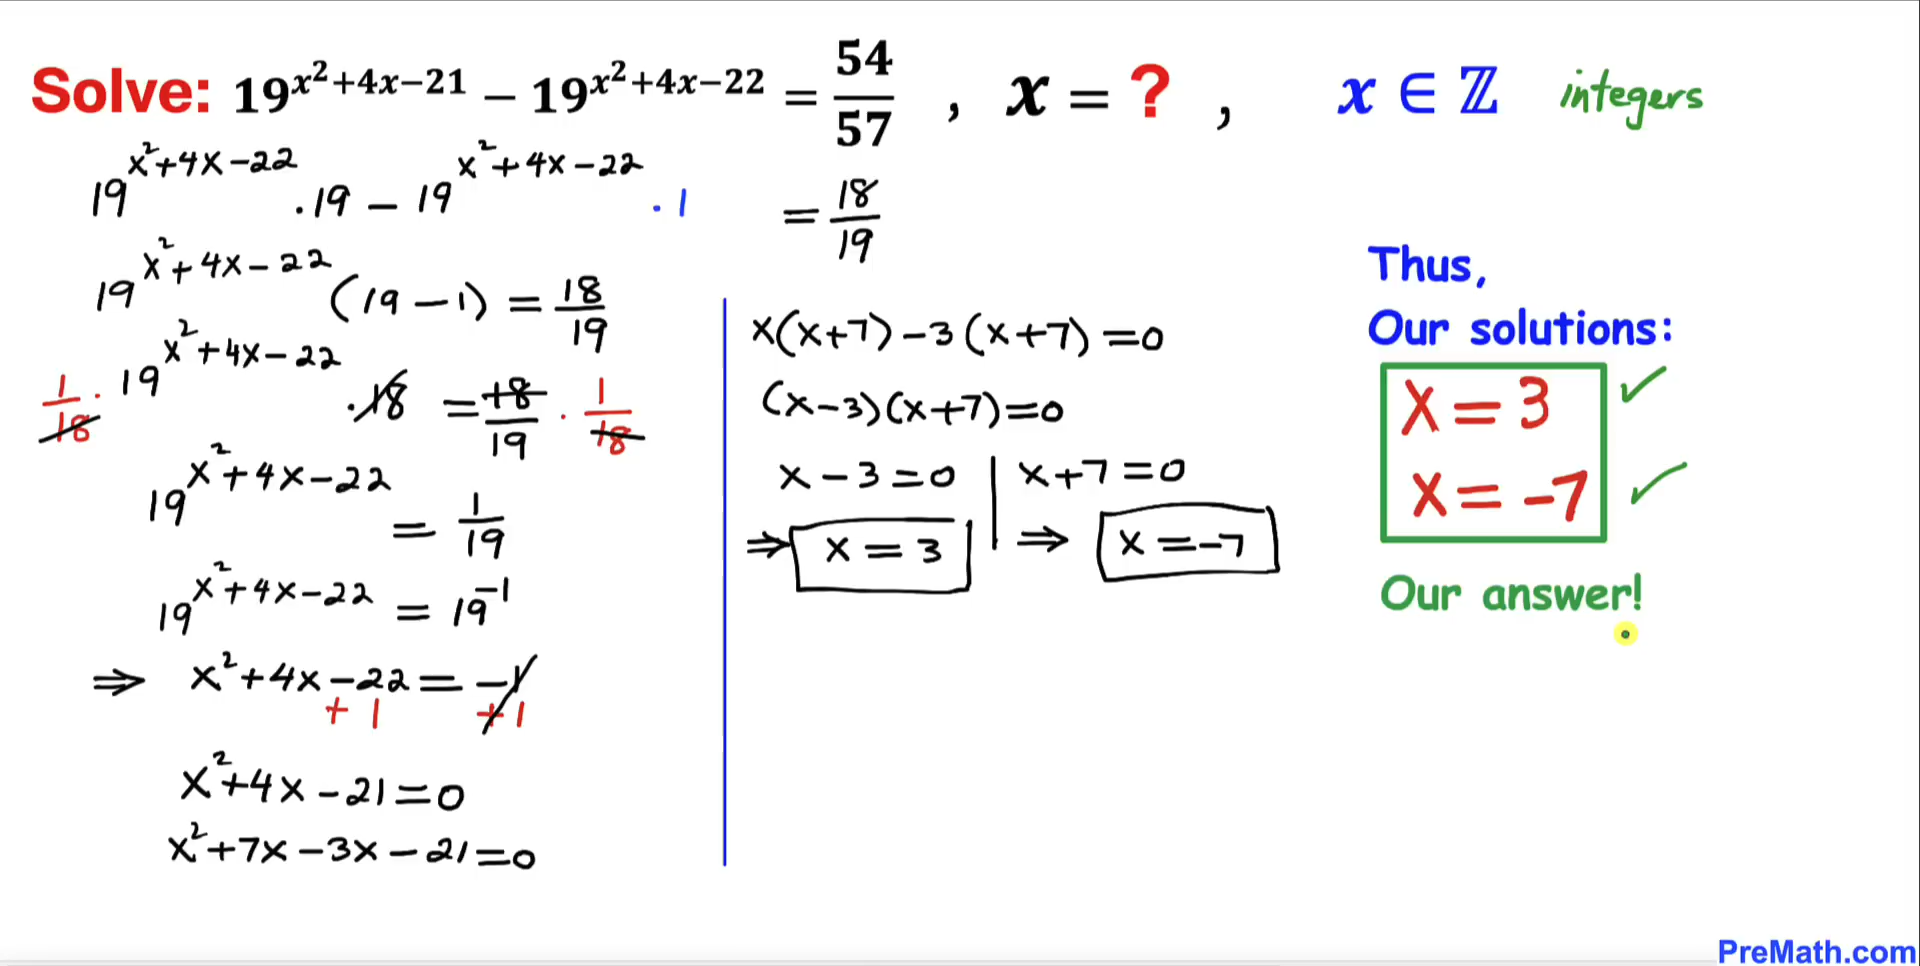 Solve: 19^(x²+4x−21) − 19^(x²+4x−22) = 54/57 , x = ? , x ∈ ℤ integers
19^(x²+4x−22) · 19 − 19^(x²+4x−22) · 1 = 18/19
19^(x²+4x−22) (19−1) = 18/19
1/18 · 19^(x²+4x−22) · 18 = 18/19 · 1/18
19^(x²+4x−22) = 1/19
19^(x²+4x−22) = 19^−1
⇒ x²+4x−22 = −1
+1 +1
x²+4x−21=0
x²+7x−3x−21=0
x(x+7)−3(x+7)=0
(x−3)(x+7)=0
x−3=0 | x+7=0
⇒ x=3 ⇒ x=−7
Thus,
Our solutions:
x=3 ✓
x=−7 ✓
Our answer!
PreMath.com